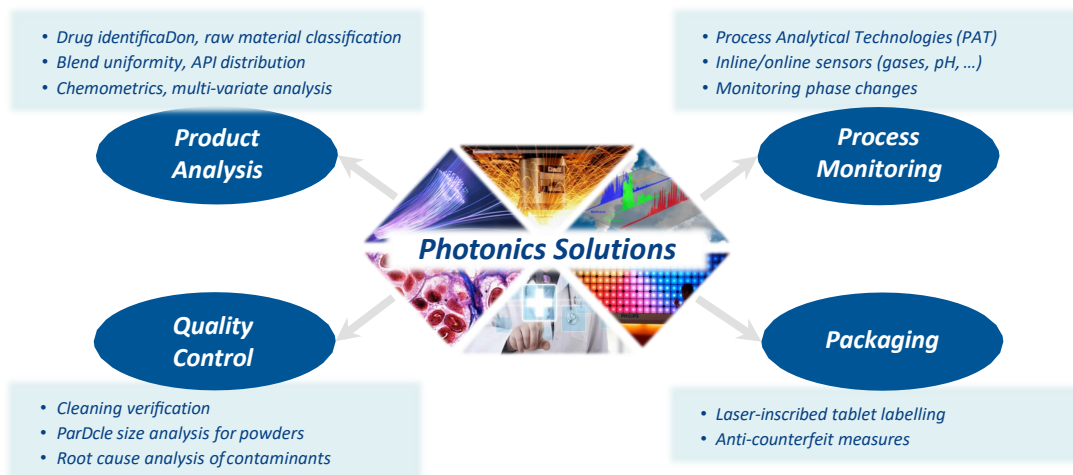 • Drug identificaDon, raw material classification
• Blend uniformity, API distribution
• Chemometrics, multi-variate analysis
Product
Analysis
• Process Analytical Technologies (PAT)
• Inline/online sensors (gases, pH, …)
• Monitoring phase changes
Process
Monitoring
Photonics Solutions
Quality
Control
• Cleaning verification
• ParDcle size analysis for powders
• Root cause analysis of contaminants
Packaging
• Laser-inscribed tablet labelling
• Anti-counterfeit measures